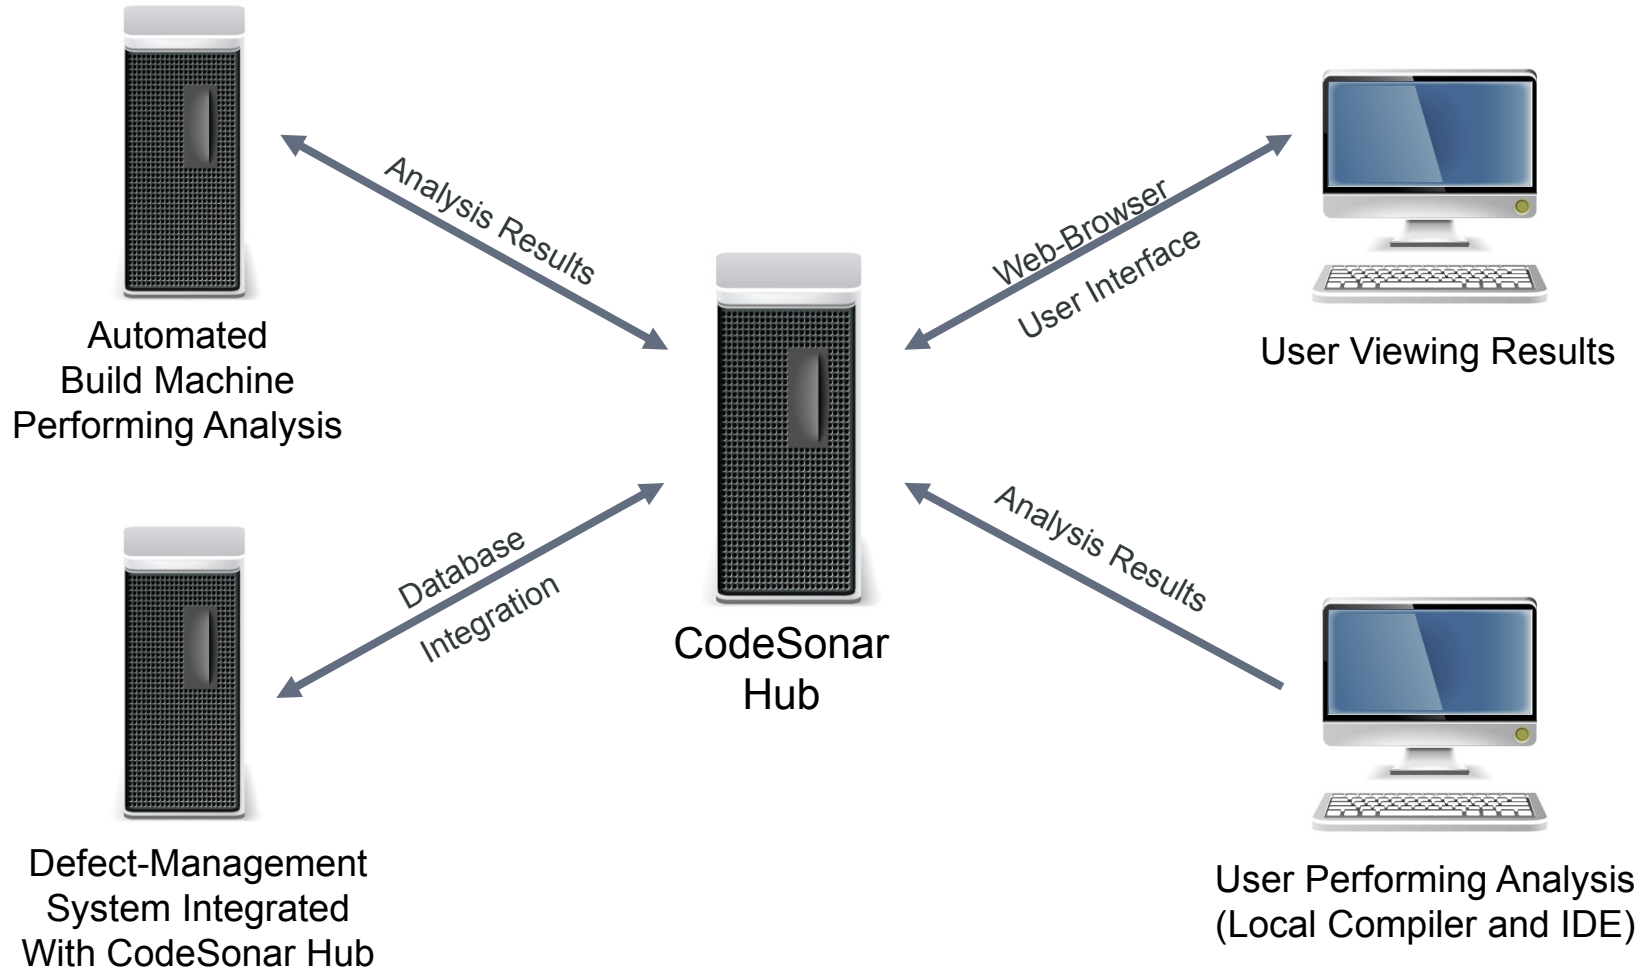 Analysis Results
Web-Browser
User Interface
Automated
Build Machine
Performing Analysis
User Viewing Results
Database
Integration
Analysis Results
CodeSonar
Hub
Defect-Management
System Integrated
With CodeSonar Hub
User Performing Analysis
(Local Compiler and IDE)